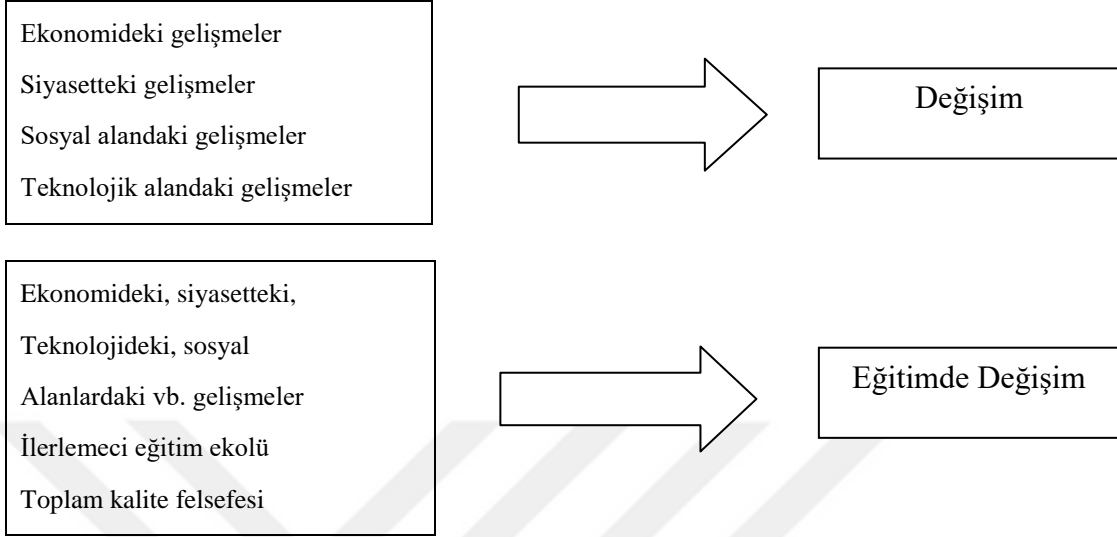 Ekonomideki gelişmeler
Siyasetteki gelişmeler
Sosyal alandaki gelişmeler
Teknolojik alandaki gelişmeler
Değişim
Ekonomideki, siyasetteki,
Teknolojideki, sosyal
Alanlardaki vb. gelişmeler
İlerlemeci eğitim ekolü
Toplam kalite felsefesi
Eğitimde Değişim